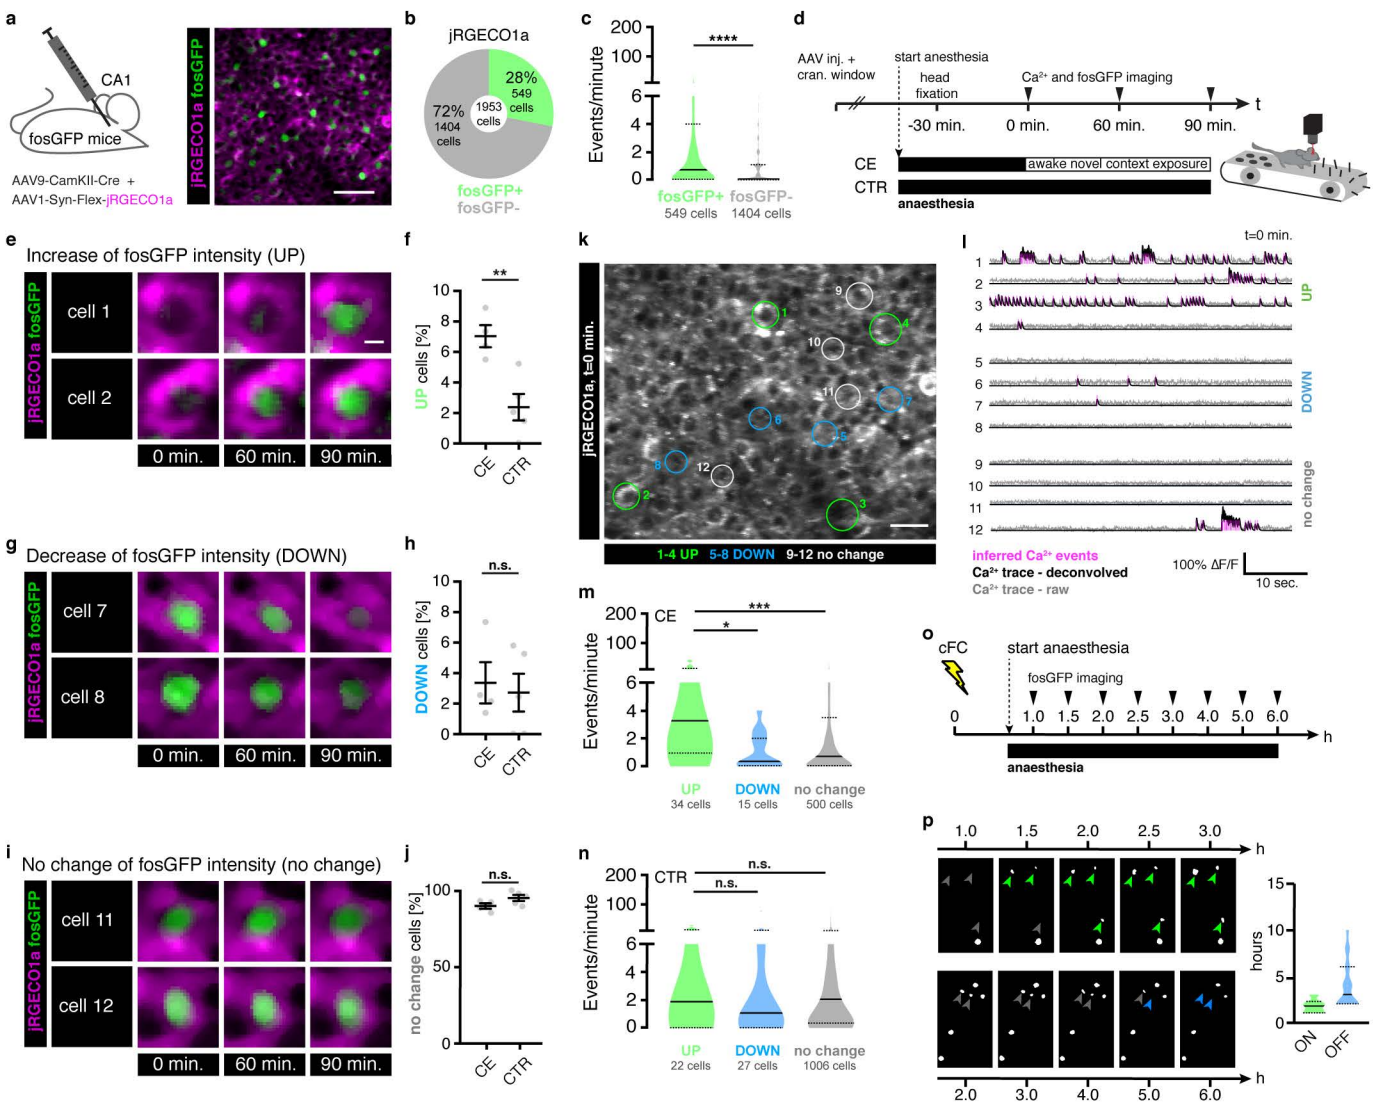 a
CA1
fosGFP mice
AAV9-CamKII-Cre +
AAV1-Syn-Flex-jRGECO1a
jRGECO1a fosGFP
b
jRGECO1a
28%
549
cells
72%
1404
cells
1953
cells
fosGFP+
fosGFP-
c
Events/minute
200
100
6
4
2
0
****
fosGFP+
549 cells
fosGFP-
1404 cells
d
AAV inj. +
cran. window
start anesthesia
head
fixation
Ca²⁺ and fosGFP imaging
t
-30 min.
0 min.
60 min.
90 min.
CE
awake novel context exposure
CTR
anaesthesia
e
Increase of fosGFP intensity (UP)
jRGECO1a fosGFP
cell 1
cell 2
0 min.
60 min.
90 min.
f
UP cells [%]
10
8
6
4
2
0
**
CE
CTR
g
Decrease of fosGFP intensity (DOWN)
jRGECO1a fosGFP
cell 7
cell 8
0 min.
60 min.
90 min.
h
DOWN cells [%]
10
8
6
4
2
0
n.s.
CE
CTR
i
No change of fosGFP intensity (no change)
jRGECO1a fosGFP
cell 11
cell 12
0 min.
60 min.
90 min.
j
no change cells [%]
100
50
0
n.s.
CE
CTR
k
jRGECO1a, t=0 min.
9
1
4
10
11
7
6
5
8
12
2
3
1-4 UP 5-8 DOWN 9-12 no change
l
t=0 min.
1
2
3
4
UP
5
6
7
8
DOWN
9
10
11
12
no change
inferred Ca²⁺ events
Ca²⁺ trace - deconvolved
Ca²⁺ trace - raw
100% ΔF/F
10 sec.
m
Events/minute
200
100
6
4
2
0
CE
***
*
UP
34 cells
DOWN
15 cells
no change
500 cells
n
Events/minute
200
100
6
4
2
0
CTR
n.s.
n.s.
UP
22 cells
DOWN
27 cells
no change
1006 cells
o
cFC
start anaesthesia
fosGFP imaging
0
1.0
1.5
2.0
2.5
3.0
4.0
5.0
6.0
h
anaesthesia
p
1.0
1.5
2.0
2.5
3.0
h
2.0
3.0
4.0
5.0
6.0
h
hours
15
10
5
0
ON
OFF